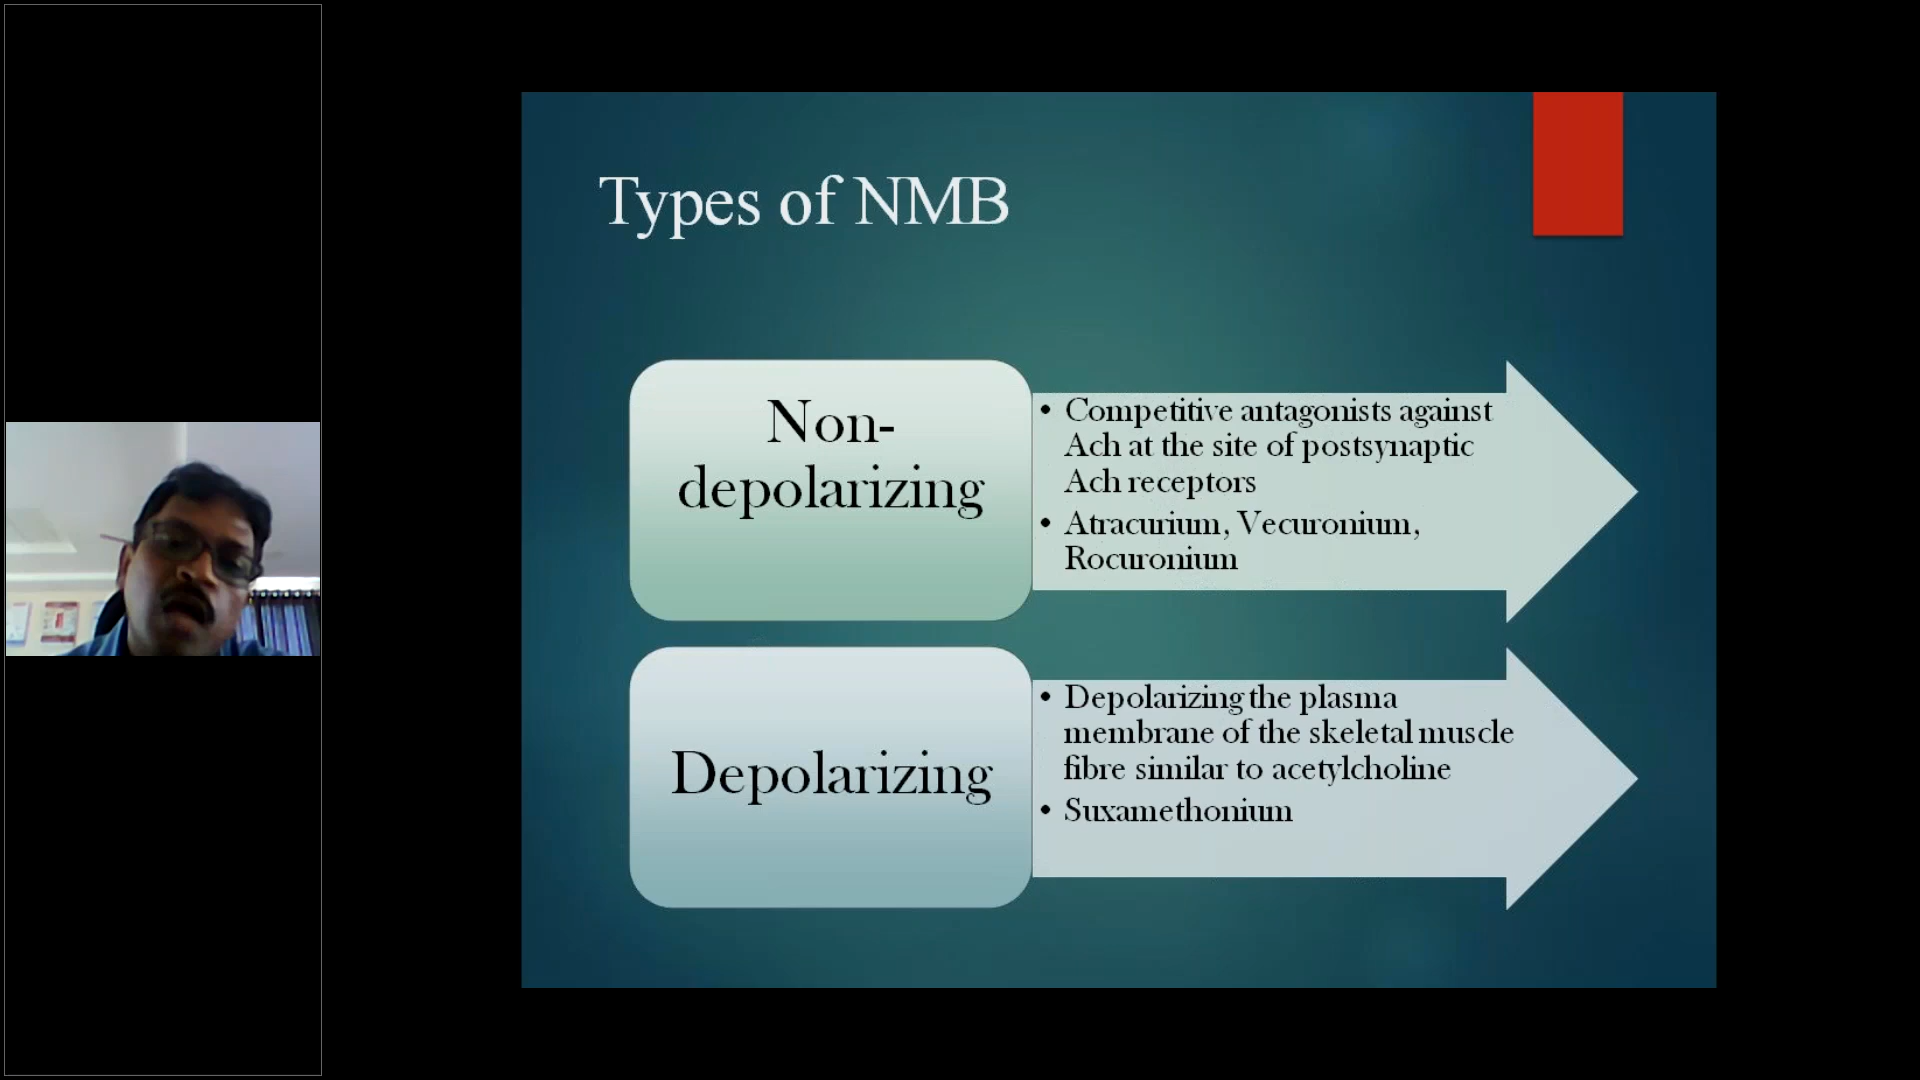 Types of NMB
Non-
depolarizing
• Competitive antagonists against
Ach at the site of postsynaptic
Ach receptors
• Atracurium, Vecuronium,
Rocuronium
Depolarizing
• Depolarizing the plasma
membrane of the skeletal muscle
fibre similar to acetylcholine
• Suxamethonium